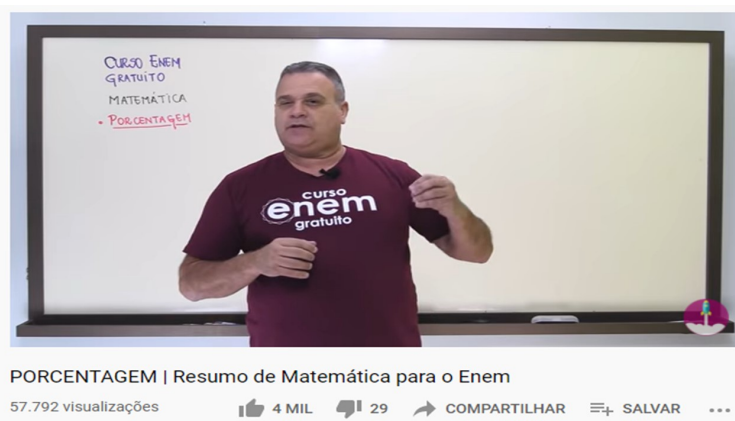 CURSO ENEM
GRATUITO
MATEMÁTICA
• PORCENTAGEM
curso
enem
gratuito
PORCENTAGEM | Resumo de Matemática para o Enem
57.792 visualizações 4 MIL 29 COMPARTILHAR SALVAR ...